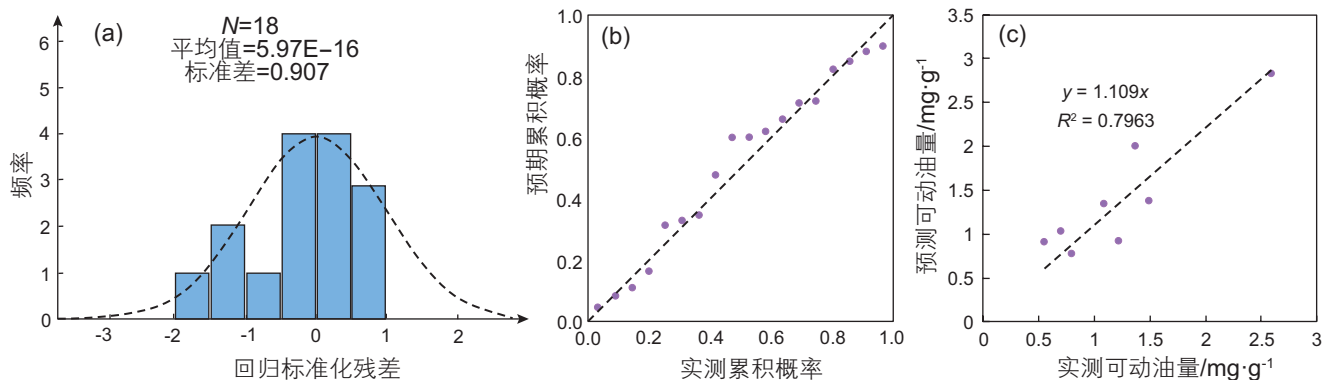 (a)
N=18
平均值=5.97E−16
标准差=0.907
频率
6
5
4
3
2
1
0
-3
-2
-1
0
1
2
回归标准化残差
(b)
预期累积概率
1.0
0.8
0.6
0.4
0.2
0.0
0.0
0.2
0.4
0.6
0.8
1.0
实测累积概率
(c)
y = 1.109x
R² = 0.7963
预测可动油量/mg·g⁻¹
3.5
3
2.5
2
1.5
1
0.5
0
0
0.5
1
1.5
2
2.5
3
实测可动油量/mg·g⁻¹